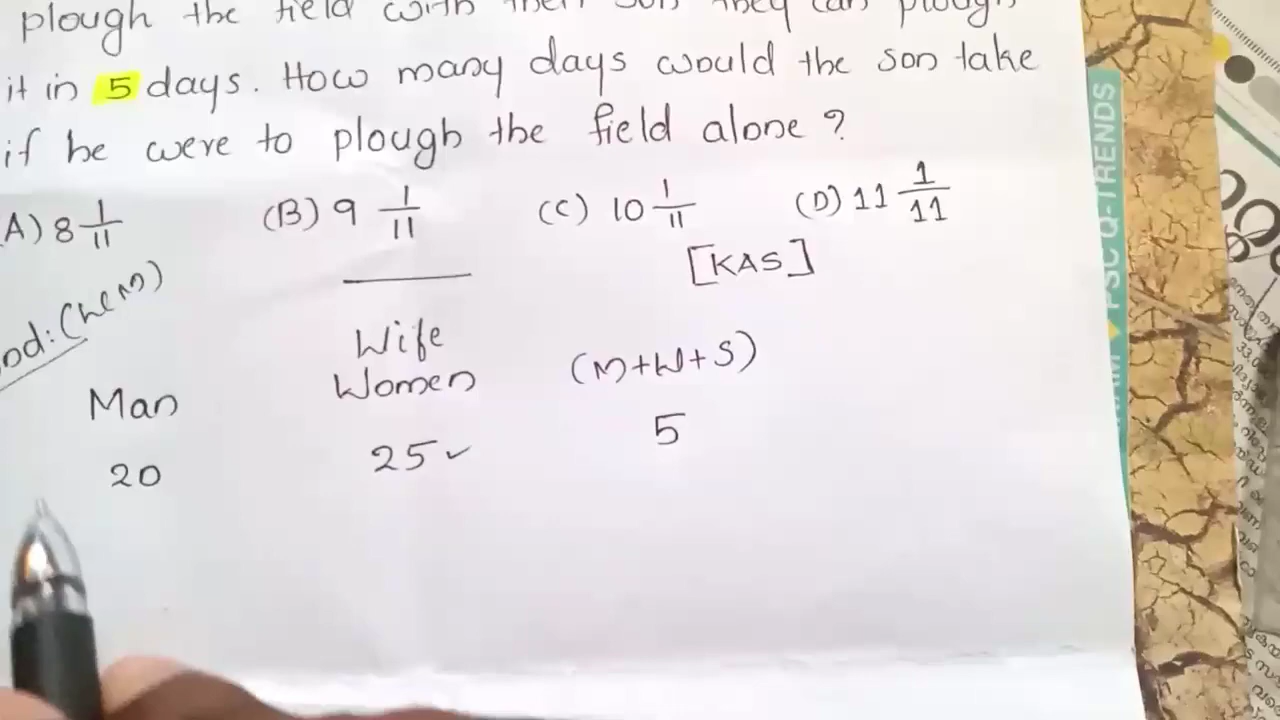 plough the field with their son they can plough
it in 5 days. How many days would the son take
if he were to plough the field alone?
A) 8 1/11 (B) 9 1/11 (C) 10 1/11 (D) 11 1/11
[KAS]
od: (LCM)
Wife
Man Women (M+W+S)
20 25✓ 5
PSC Q-TRENDS